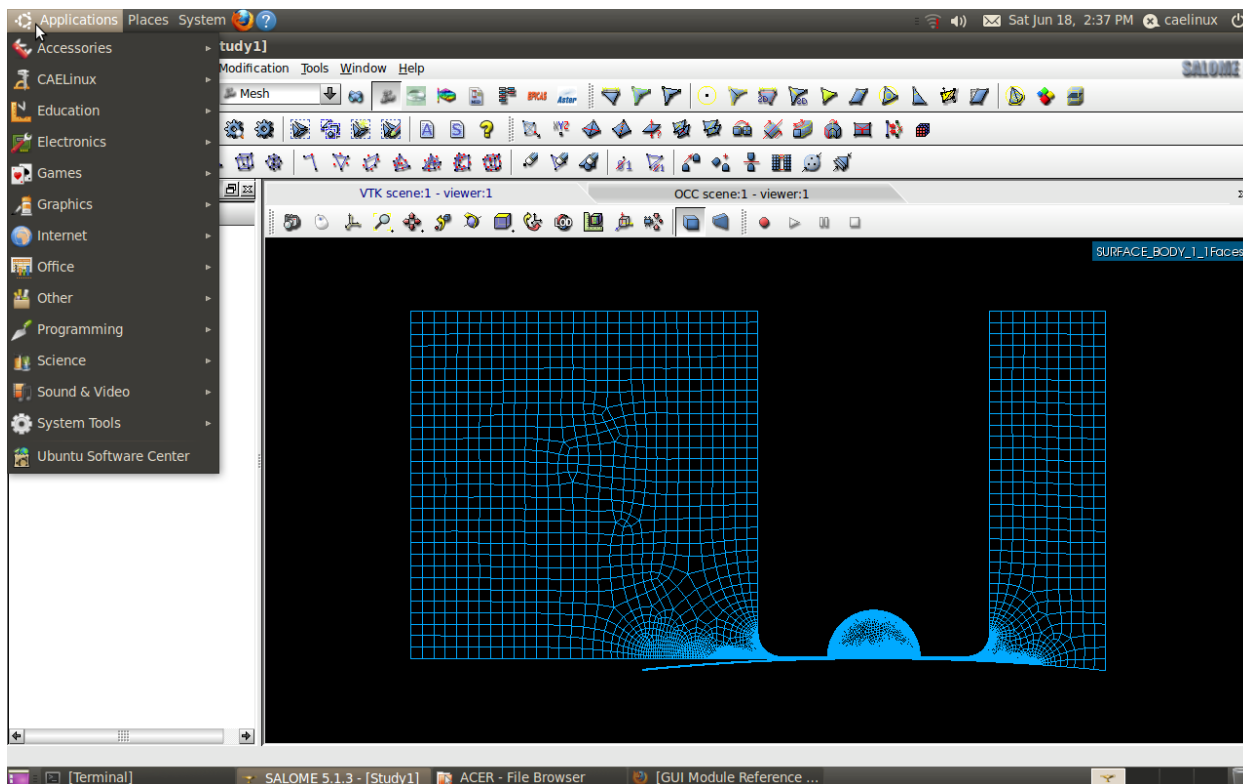 Applications Places System Sat Jun 18, 2:37 PM caelinux
tudy1]
Modification Tools Window Help SALOME
Mesh
Accessories
CAELinux
Education
Electronics
Games
Graphics
Internet
Office
Other
Programming
Science
Sound & Video
System Tools
Ubuntu Software Center
VTK scene:1 - viewer:1 OCC scene:1 - viewer:1
SURFACE_BODY_1_1Faces
[Terminal] SALOME 5.1.3 - [Study1] ACER - File Browser [GUI Module Reference ...